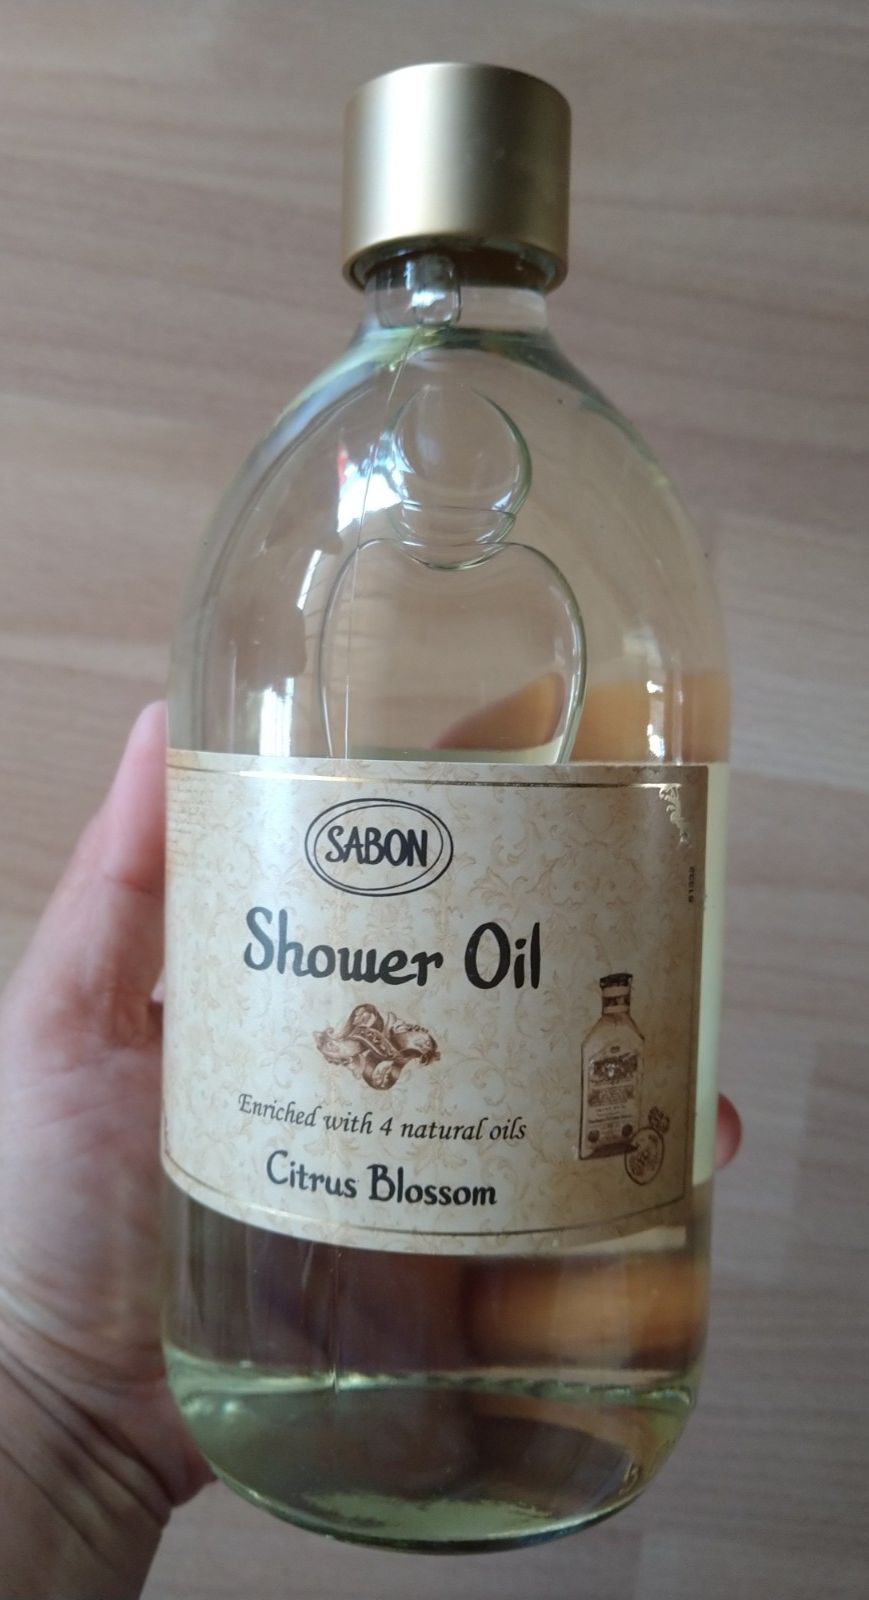 SABON
Shower Oil
Enriched with 4 natural oils
Citrus Blossom